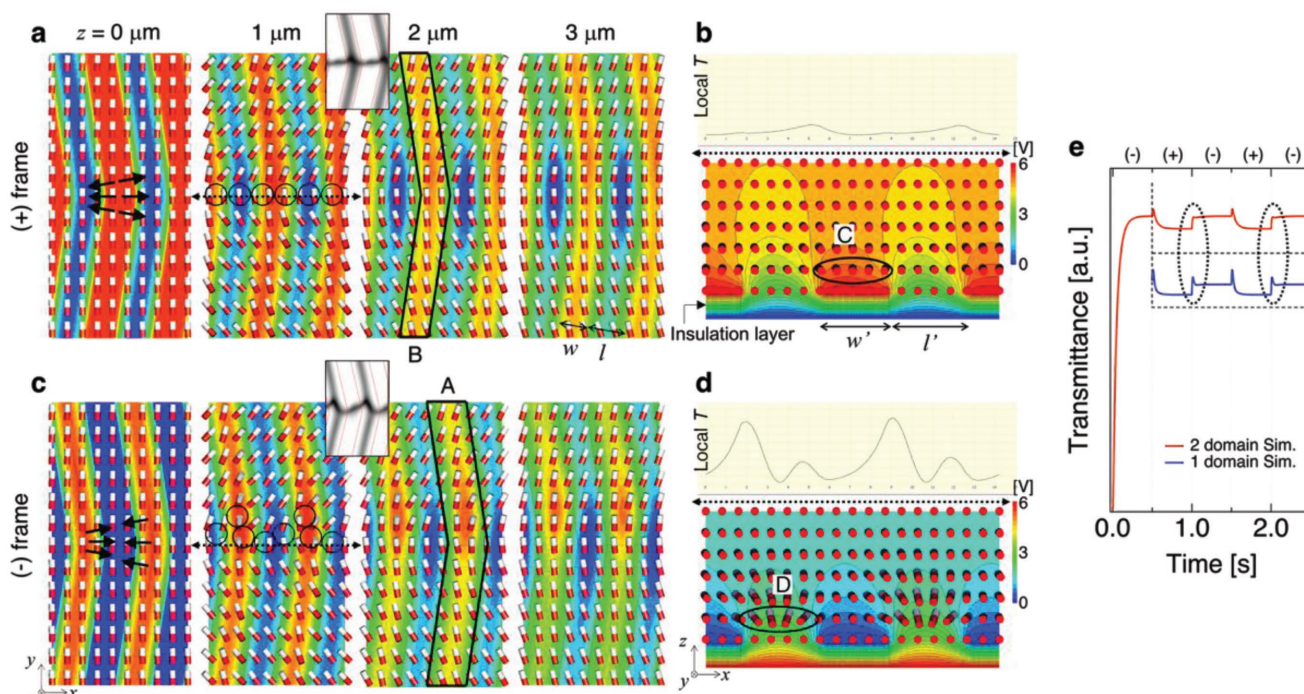 a
z = 0 μm
1 μm
2 μm
3 μm
(+) frame
w
l
b
Local T
[V]
6
3
0
C
Insulation layer
w'
l'
B
c
(-) frame
A
y
x
d
Local T
[V]
6
3
0
D
z
y
x
e
(-) (+) (-) (+) (-)
Transmittance [a.u.]
2 domain Sim.
1 domain Sim.
0.0 1.0 2.0
Time [s]